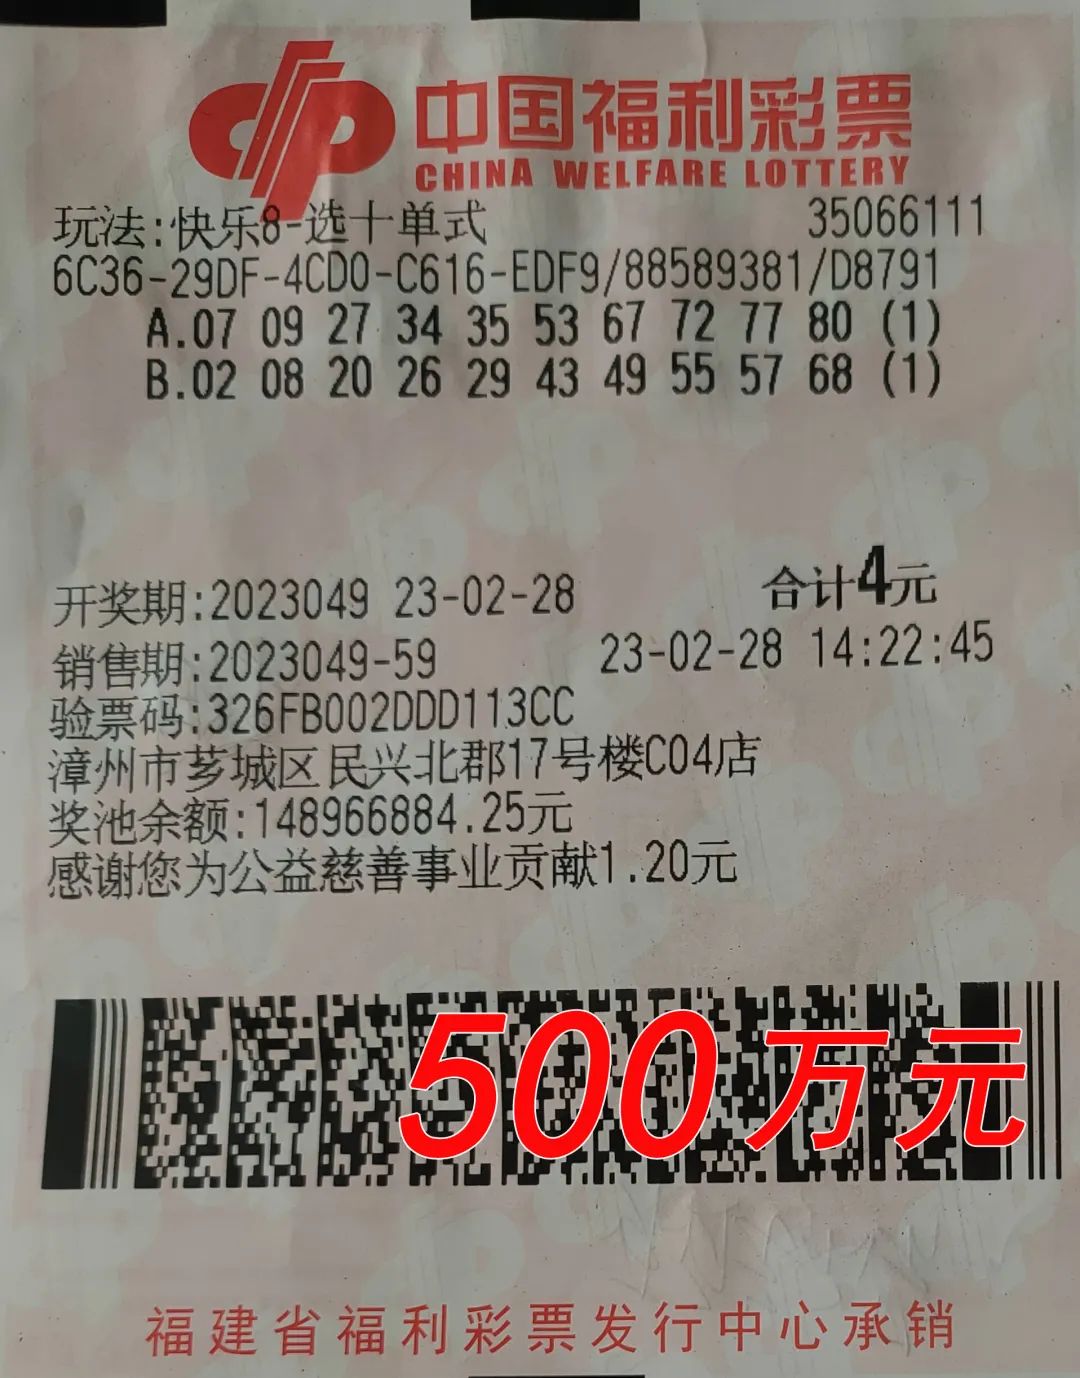 中国福利彩票
CHINA WELFARE LOTTERY
玩法:快乐8-选十单式 35066111
6C36-29DF-4CD0-C616-EDF9/88589381/D8791
A.07 09 27 34 35 53 67 72 77 80 (1)
B.02 08 20 26 29 43 49 55 57 68 (1)
开奖期:2023049 23-02-28 合计4元
销售期:2023049-59 23-02-28 14:22:45
验票码:326FB002DDD113CC
漳州市芗城区民兴北郡17号楼C04店
奖池余额:148966884.25元
感谢您为公益慈善事业贡献1.20元
500万元
福建省福利彩票发行中心承销